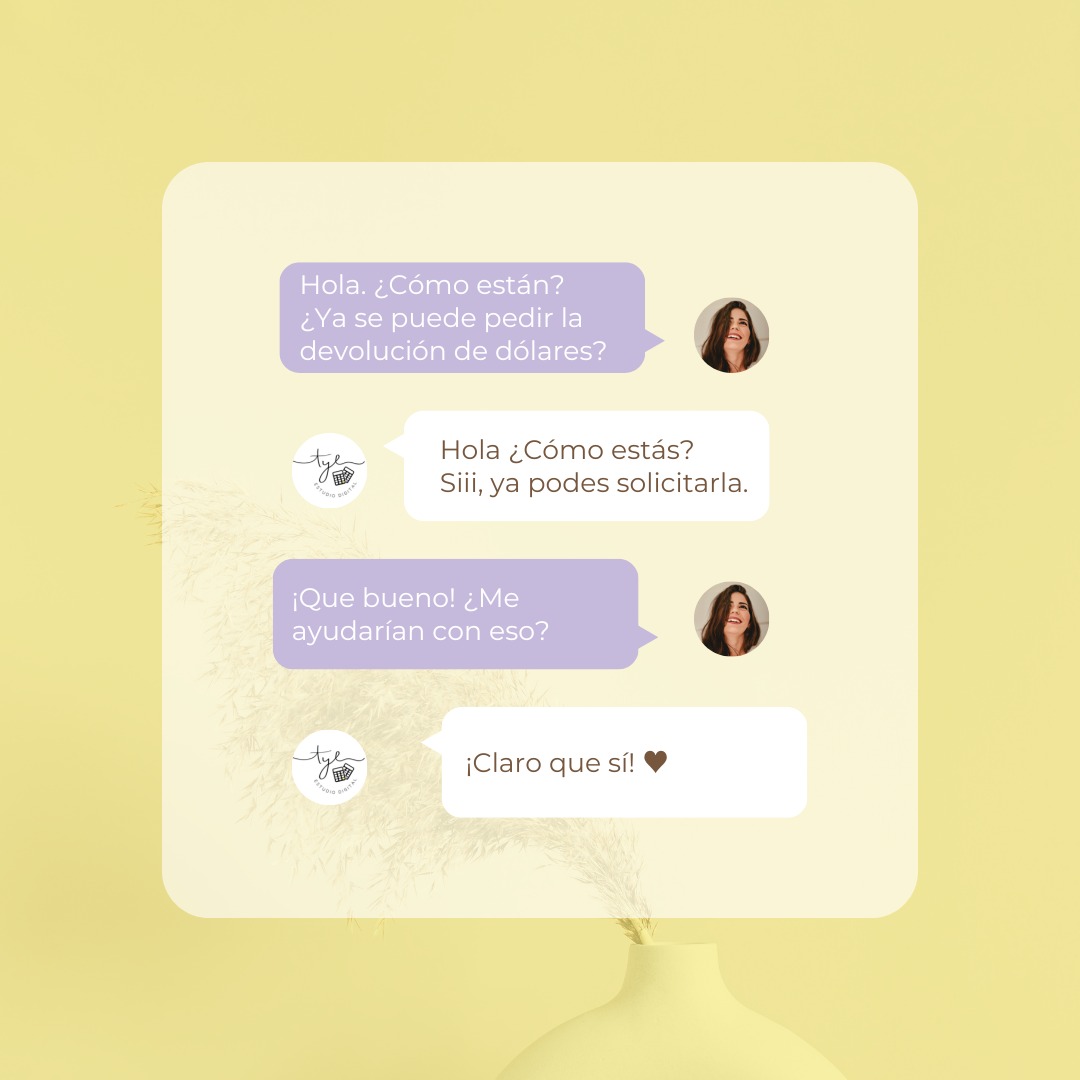 Hola. ¿Cómo están?
¿Ya se puede pedir la
devolución de dólares?
Hola ¿Cómo estás?
Siii, ya podes solicitarla.
tye
ESTUDIO DIGITAL
¡Que bueno! ¿Me
ayudarían con eso?
tye
ESTUDIO DIGITAL
¡Claro que sí! ♥